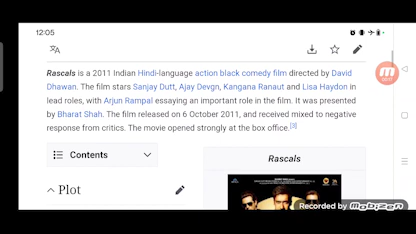 12:05
Rascals is a 2011 Indian Hindi-language action black comedy film directed by David
Dhawan. The film stars Sanjay Dutt, Ajay Devgn, Kangana Ranaut and Lisa Haydon in
lead roles, with Arjun Rampal essaying an important role in the film. It was presented
by Bharat Shah. The film released on 6 October 2011, and received mixed to negative
response from critics. The movie opened strongly at the box office.[3]
Contents
Rascals
Plot
Recorded by Mobizen